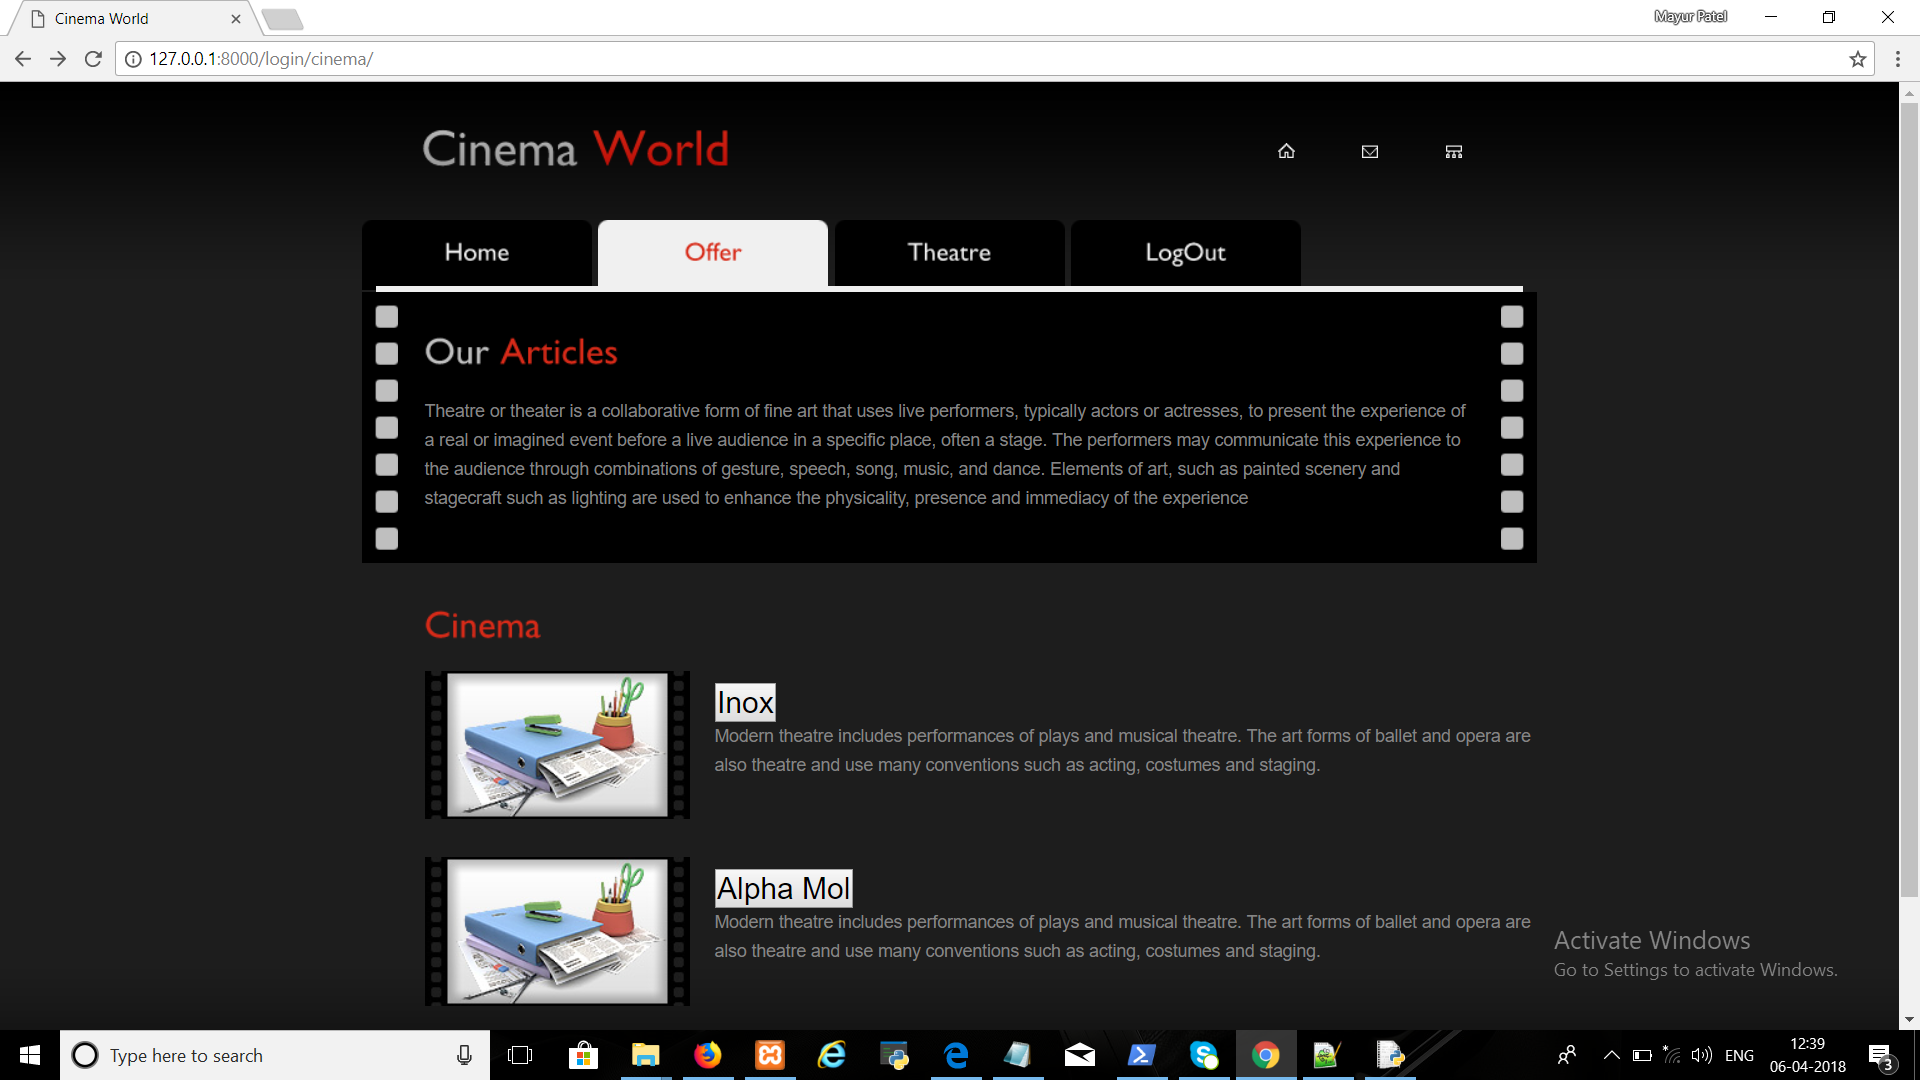 Cinema World
Mayur Patel
127.0.0.1:8000/login/cinema/
Cinema World
Home Offer Theatre LogOut
Our Articles
Theatre or theater is a collaborative form of fine art that uses live performers, typically actors or actresses, to present the experience of
a real or imagined event before a live audience in a specific place, often a stage. The performers may communicate this experience to
the audience through combinations of gesture, speech, song, music, and dance. Elements of art, such as painted scenery and
stagecraft such as lighting are used to enhance the physicality, presence and immediacy of the experience
Cinema
Inox
Modern theatre includes performances of plays and musical theatre. The art forms of ballet and opera are
also theatre and use many conventions such as acting, costumes and staging.
Alpha Mol
Modern theatre includes performances of plays and musical theatre. The art forms of ballet and opera are
also theatre and use many conventions such as acting, costumes and staging.
Activate Windows
Go to Settings to activate Windows.
Type here to search
ENG
12:39
06-04-2018
3